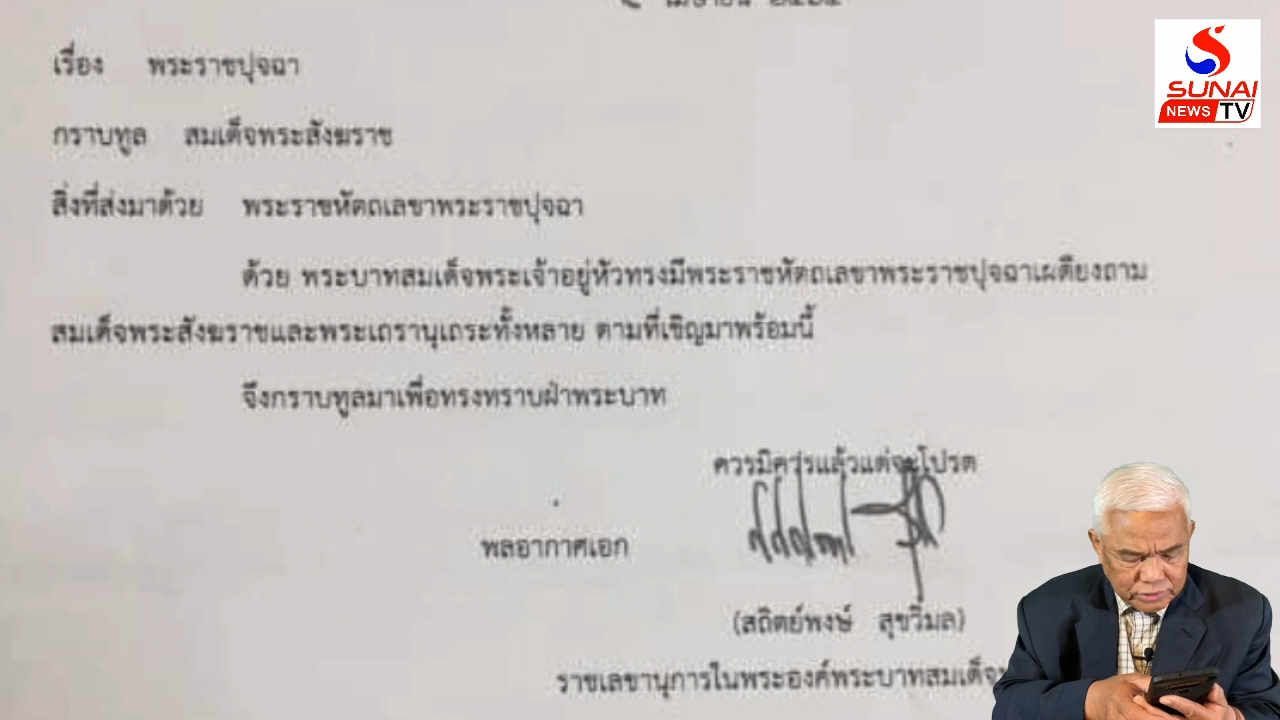 เมษายน
เรื่อง พระราชปุจฉา
กราบทูล สมเด็จพระสังฆราช
สิ่งที่ส่งมาด้วย พระราชหัตถเลขาพระราชปุจฉา
ด้วย พระบาทสมเด็จพระเจ้าอยู่หัวทรงมีพระราชหัตถเลขาพระราชปุจฉาเผดียงถาม
สมเด็จพระสังฆราชและพระเถรานุเถระทั้งหลาย ตามที่เชิญมาพร้อมนี้
จึงกราบทูลมาเพื่อทรงทราบฝ่าพระบาท
ควรมิควรแล้วแต่จะโปรด
พลอากาศเอก
(สถิตย์พงษ์ สุขวิมล)
ราชเลขานุการในพระองค์พระบาทสมเด็จ
SUNAI
NEWS TV